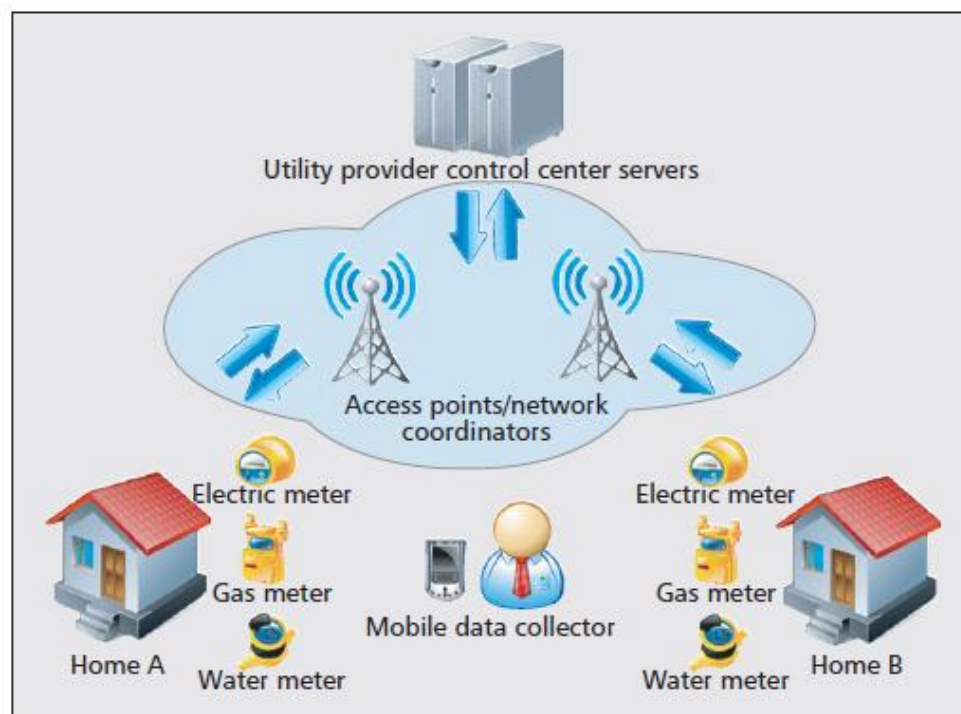 Utility provider control center servers
Access points/network
coordinators
Electric meter
Electric meter
Gas meter
Gas meter
Mobile data collector
Home A
Water meter
Water meter
Home B